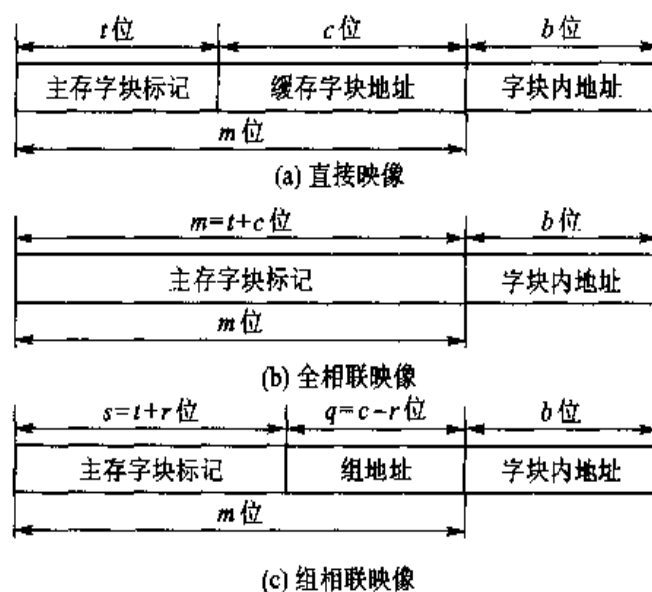 t位 c位 b位
主存字块标记 缓存字块地址 字块内地址
m位
(a) 直接映像
m=t+c位 b位
主存字块标记 字块内地址
m位
(b) 全相联映像
s=t+r位 q=c-r位 b位
主存字块标记 组地址 字块内地址
m位
(c) 组相联映像